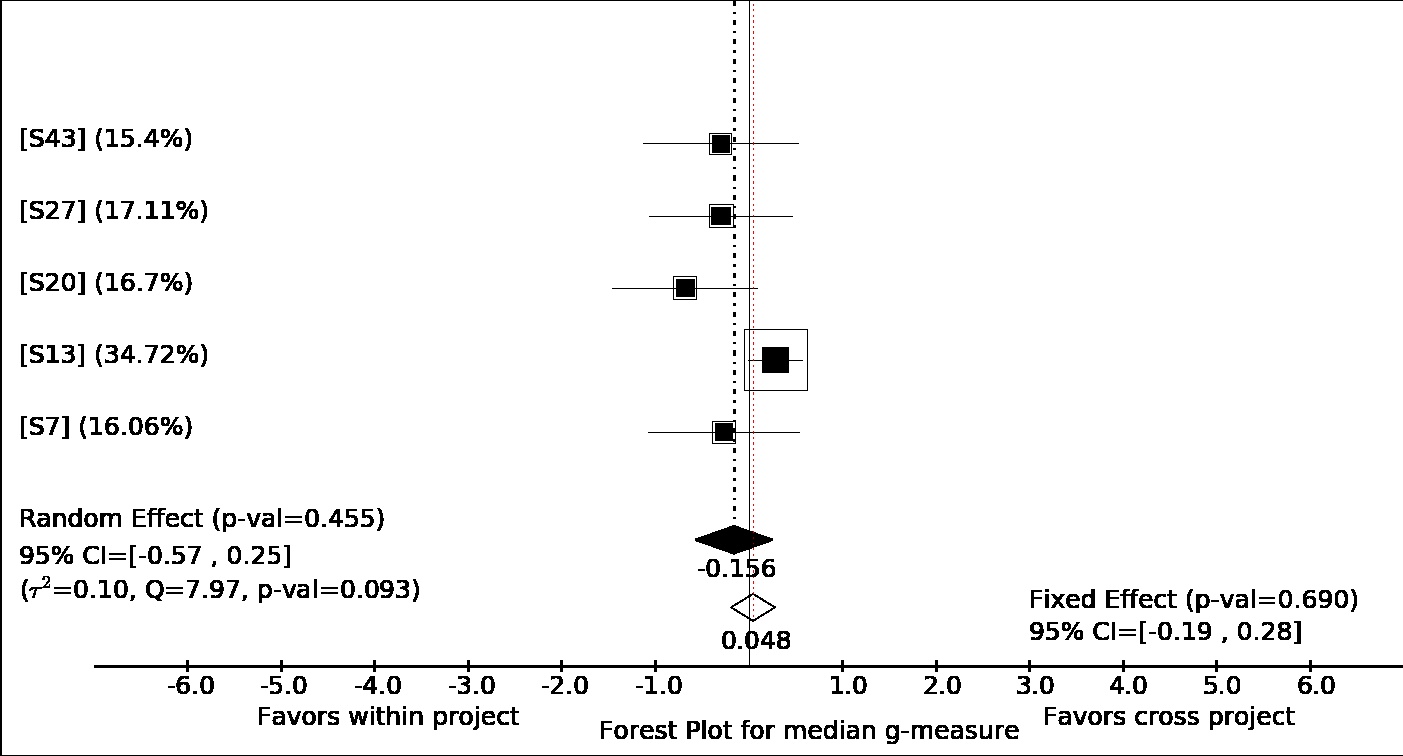 [S43] (15.4%)
[S27] (17.11%)
[S20] (16.7%)
[S13] (34.72%)
[S7] (16.06%)
Random Effect (p-val=0.455)
95% CI=[-0.57 , 0.25]
(τ²=0.10, Q=7.97, p-val=0.093)
-0.156
0.048
Fixed Effect (p-val=0.690)
95% CI=[-0.19 , 0.28]
-6.0 -5.0 -4.0 -3.0 -2.0 -1.0 1.0 2.0 3.0 4.0 5.0 6.0
Favors within project
Forest Plot for median g-measure
Favors cross project